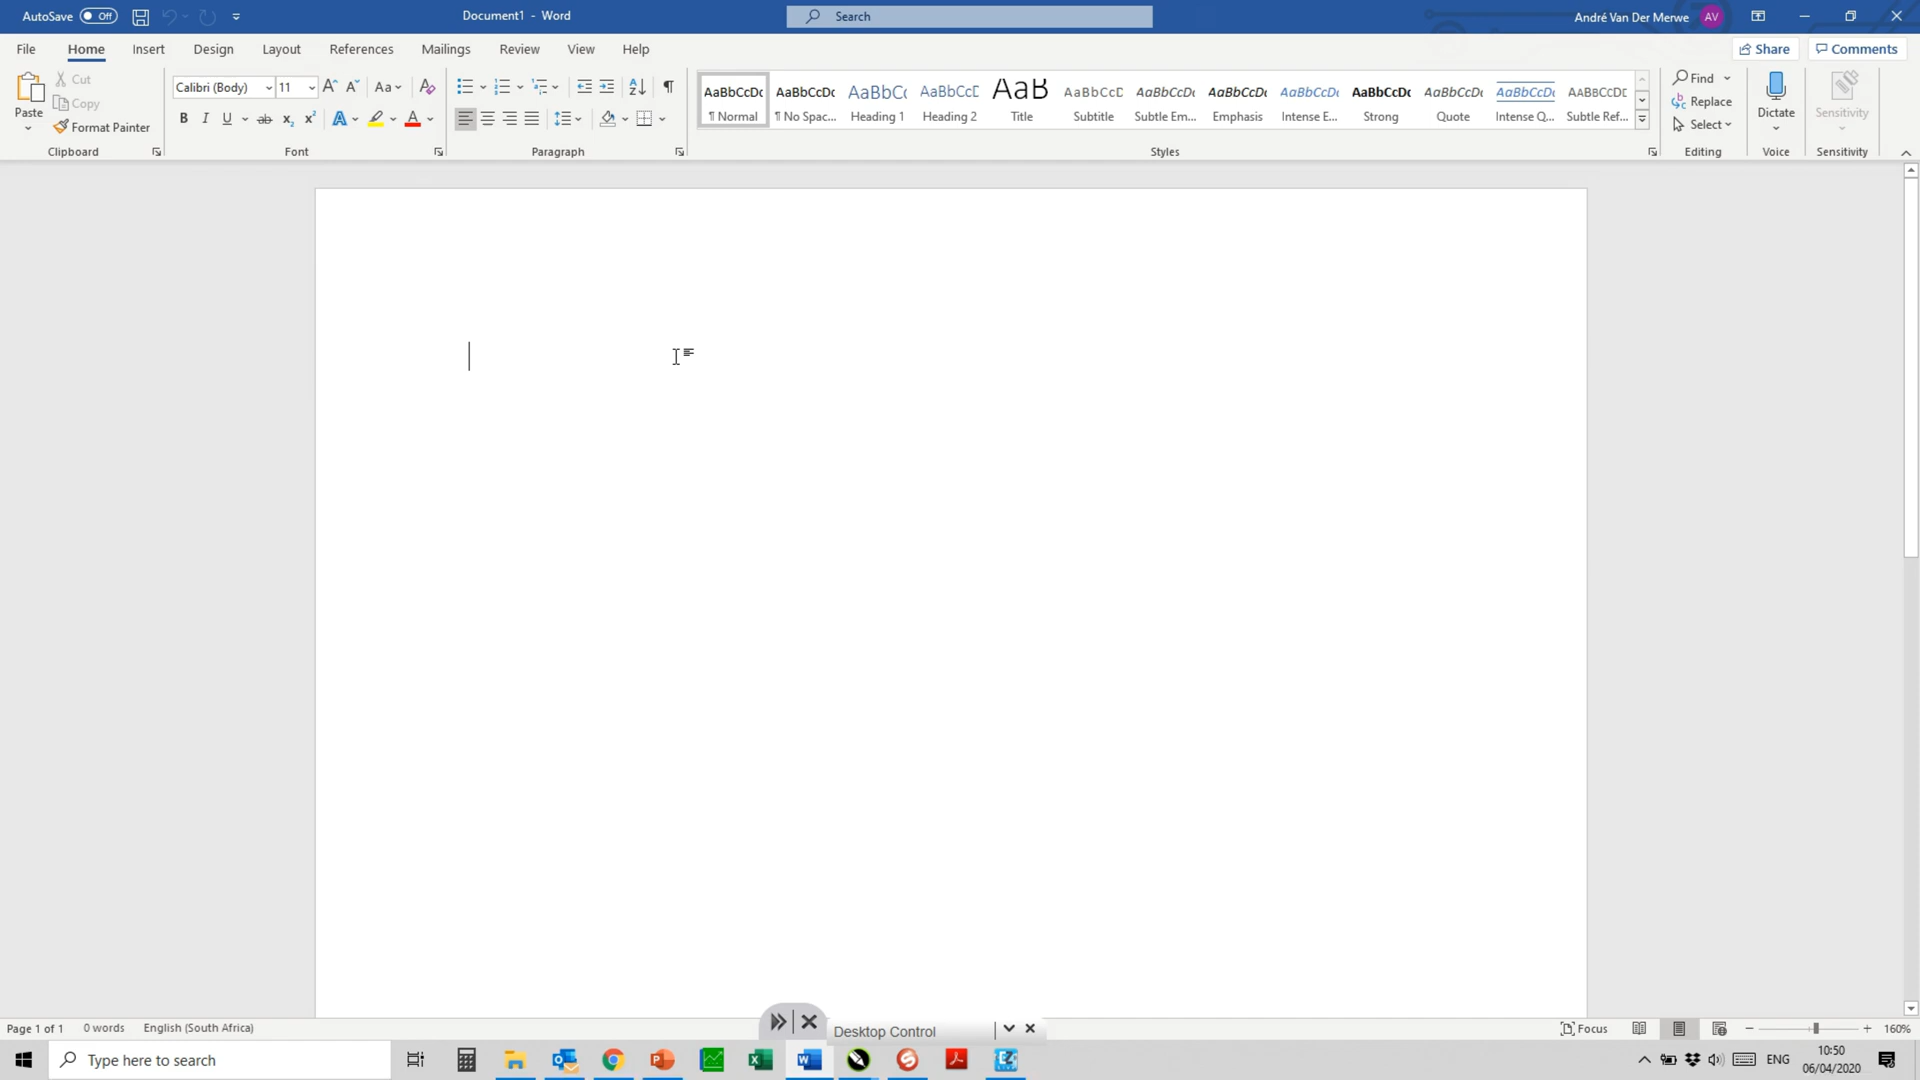 AutoSave Off Document1 - Word Search André Van Der Merwe AV
File Home Insert Design Layout References Mailings Review View Help Share Comments
Paste Cut Copy Format Painter Clipboard
Calibri (Body) 11 Aa Font
Paragraph
AaBbCcDc AaBbCcDc AaBbC( AaBbCcD AaB AaBbCcD AaBbCcDc AaBbCcDc AaBbCcDc AaBbCcDc AaBbCcDc AaBbCcDc AaBbCcDc
¶ Normal ¶ No Spac... Heading 1 Heading 2 Title Subtitle Subtle Em... Emphasis Intense E... Strong Quote Intense Q... Subtle Ref...
Styles
Find Replace Select Editing
Dictate Voice
Sensitivity Sensitivity
Page 1 of 1 0 words English (South Africa) Desktop Control Focus 160%
Type here to search ENG 10:50
06/04/2020